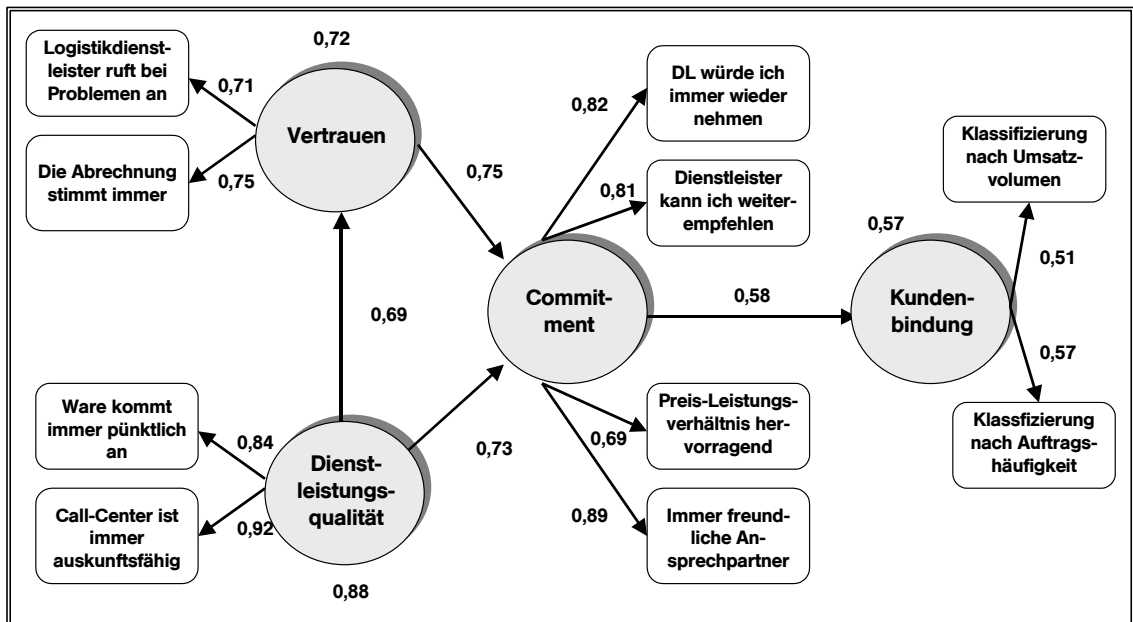 0,72
Logistikdienst-
leister ruft bei
Problemen an
0,71
Vertrauen
Die Abrechnung
stimmt immer
0,75
0,75
0,69
Ware kommt
immer pünktlich
an
0,84
Call-Center ist
immer
auskunftsfähig
0,92
Dienst-
leistungs-
qualität
0,88
0,73
Commit-
ment
0,82
DL würde ich
immer wieder
nehmen
0,81
Dienstleister
kann ich weiter-
empfehlen
0,69
Preis-Leistungs-
verhältnis her-
vorragend
0,89
Immer freund-
liche An-
sprechpartner
0,58
0,57
Kunden-
bindung
Klassifizierung
nach Umsatz-
volumen
0,51
0,57
Klassfizierung
nach Auftrags-
häufigkeit